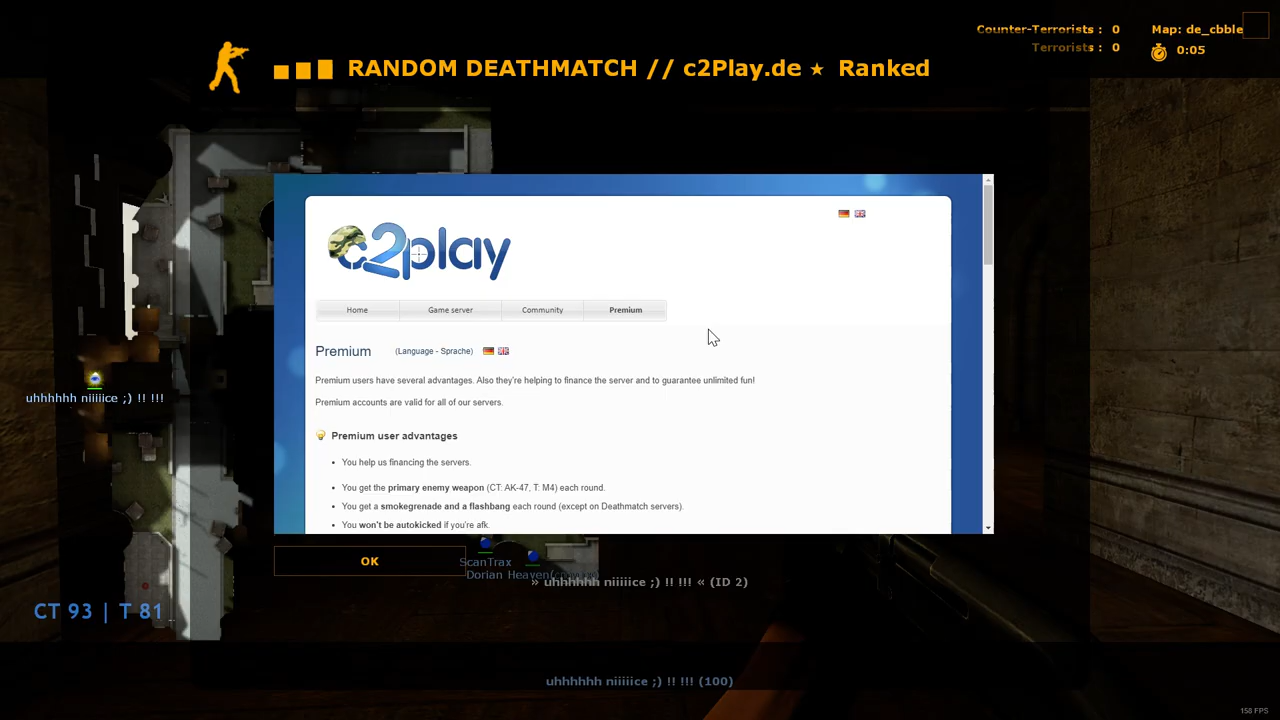 Counter-Terrorists : 0
Map: de_cbble
Terrorists : 0
0:05
RANDOM DEATHMATCH // c2Play.de ★ Ranked
c2play
Home
Game server
Community
Premium
Premium
(Language - Sprache)
Premium users have several advantages. Also they're helping to finance the server and to guarantee unlimited fun!
Premium accounts are valid for all of our servers.
Premium user advantages
• You help us financing the servers.
• You get the primary enemy weapon (CT: AK-47, T: M4) each round.
• You get a smokegrenade and a flashbang each round (except on Deathmatch servers).
• You won't be autokicked if you're afk.
uhhhhhh niiiiice ;) !! !!!
OK
ScanTrax
Dorian Heaven
» uhhhhhh niiiiice ;) !! !!! « (ID 2)
CT 93 | T 81
uhhhhhh niiiiice ;) !! !!! (100)
158 FPS